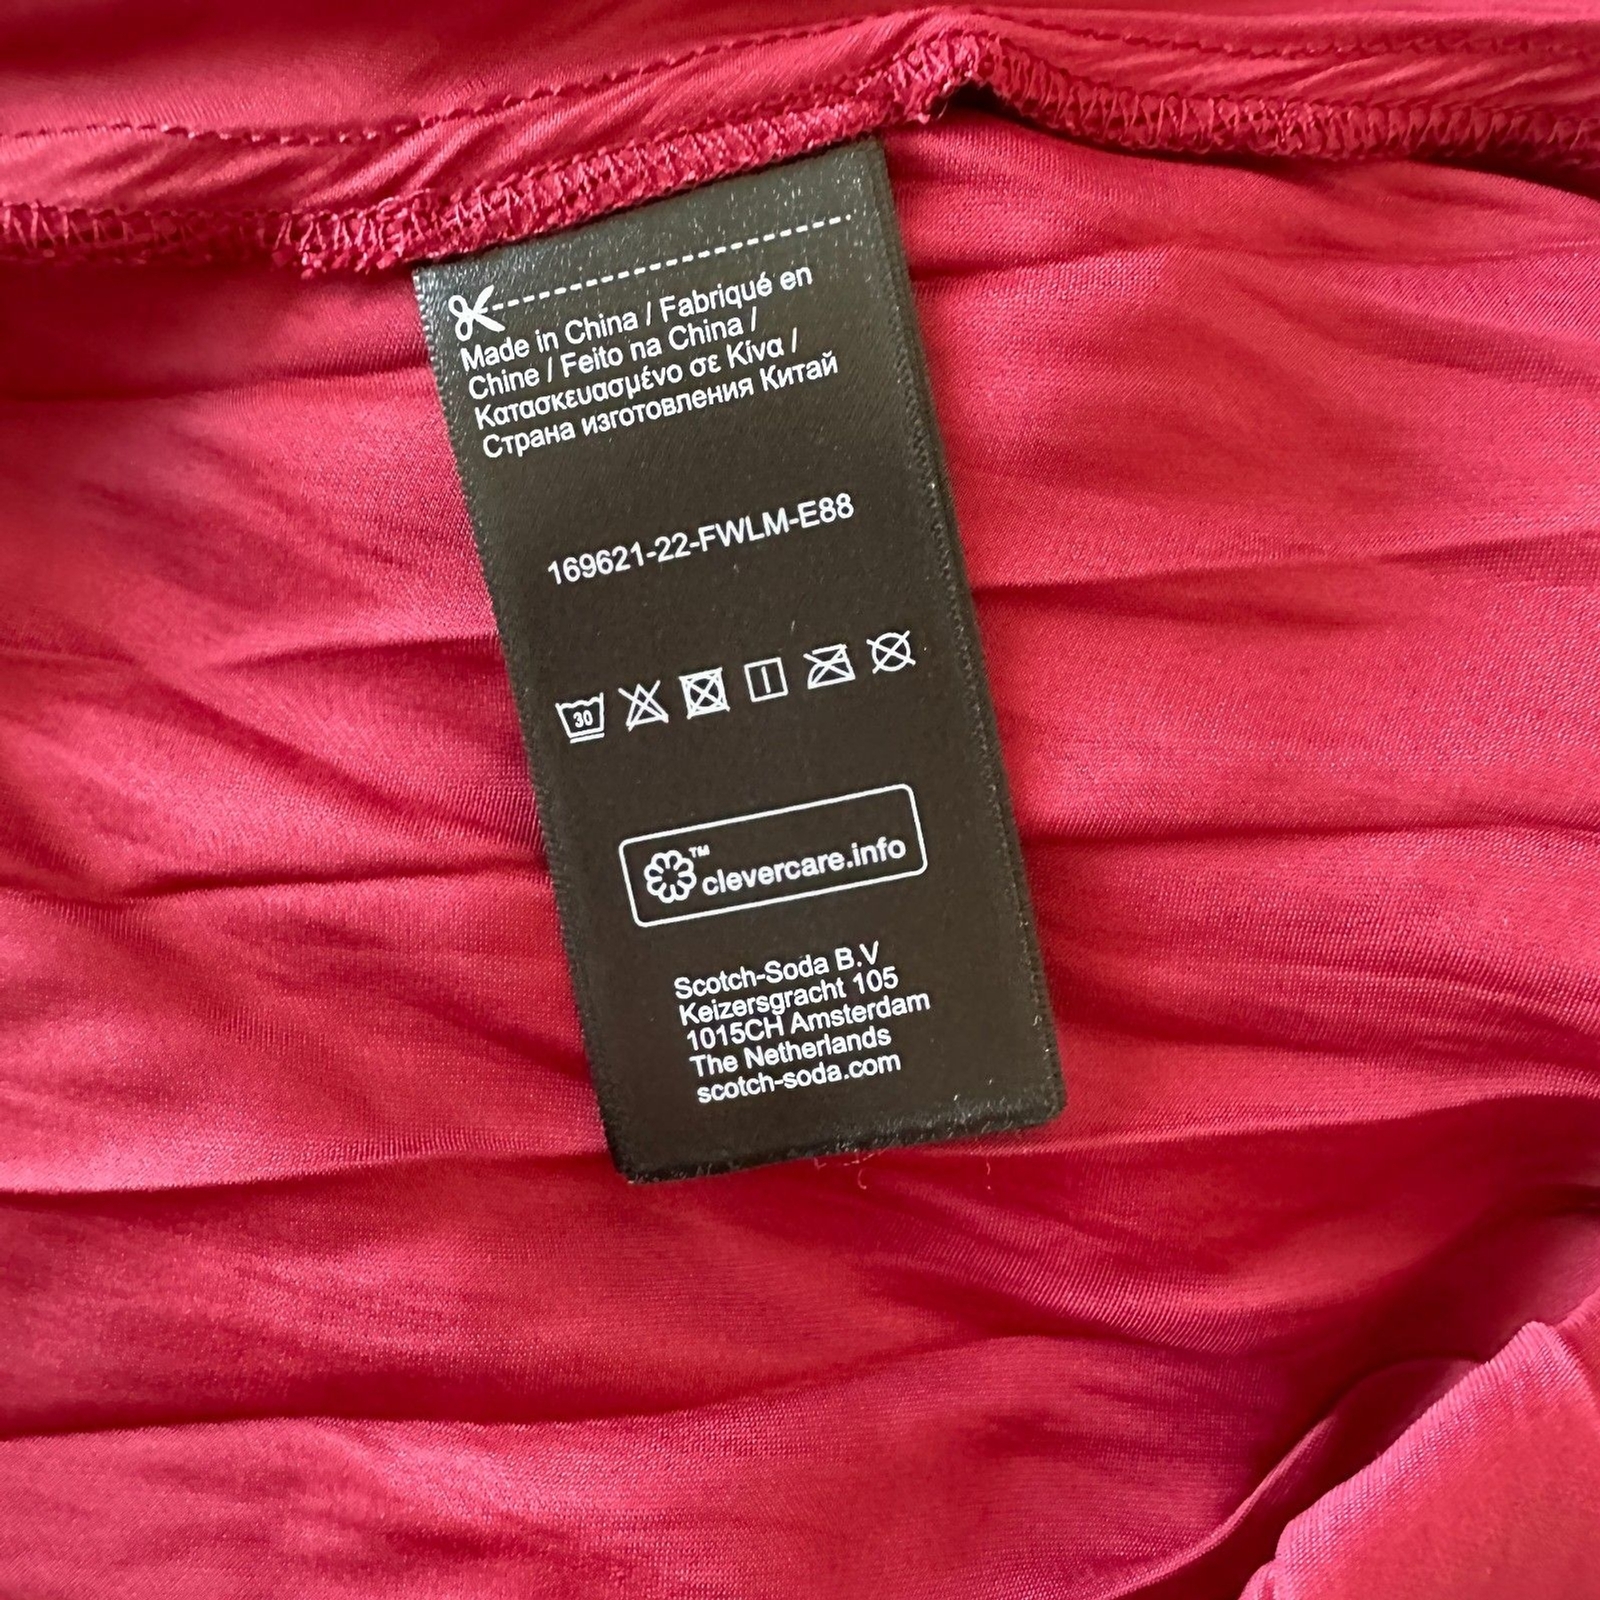 Made in China / Fabriqué en
Chine / Feito na China /
Κατασκευασμένο σε Κίνα /
Страна изготовления Китай
169621-22-FWLM-E88
30
™
clevercare.info
Scotch-Soda B.V
Keizersgracht 105
1015CH Amsterdam
The Netherlands
scotch-soda.com